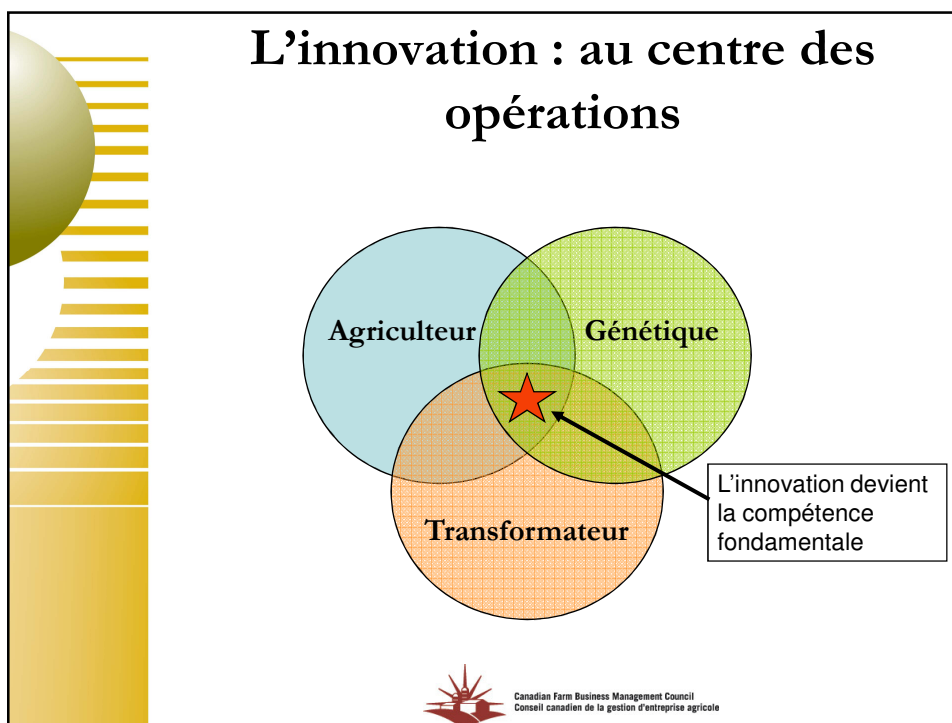 L’innovation : au centre des
opérations
Agriculteur
Génétique
Transformateur
L’innovation devient
la compétence
fondamentale
Canadian Farm Business Management Council
Conseil canadien de la gestion d’entreprise agricole